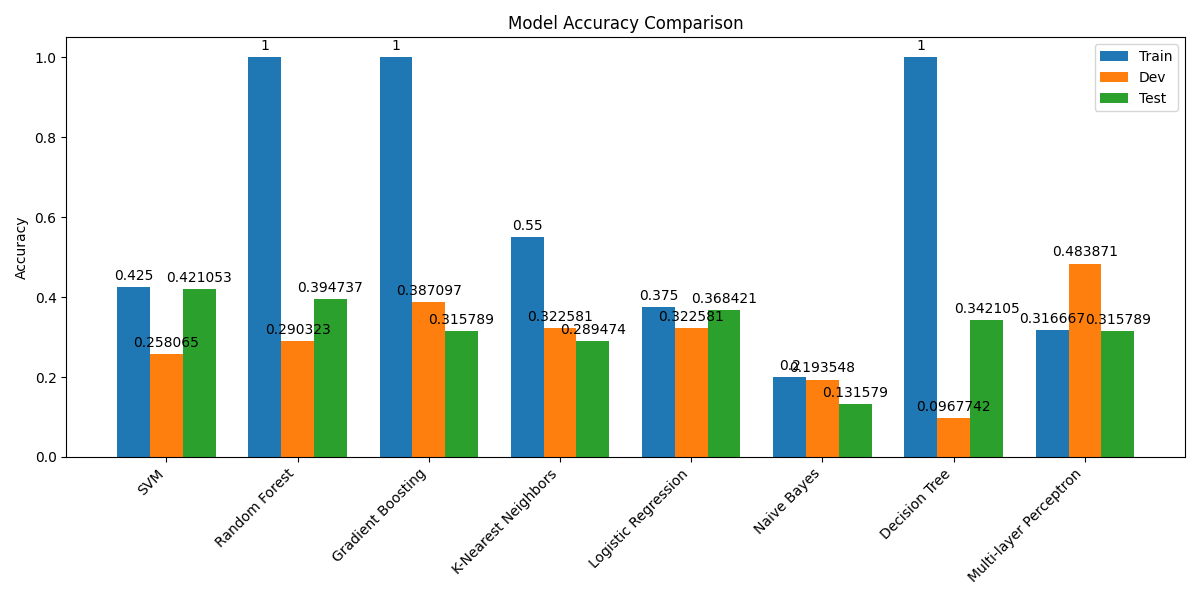 Model Accuracy Comparison
Train
Dev
Test
Accuracy
1.0
0.8
0.6
0.4
0.2
0.0
0.425
0.258065
0.421053
1
0.290323
0.394737
1
0.387097
0.315789
0.55
0.322581
0.289474
0.375
0.322581
0.368421
0.2
0.193548
0.131579
1
0.0967742
0.342105
0.316667
0.483871
0.315789
SVM
Random Forest
Gradient Boosting
K-Nearest Neighbors
Logistic Regression
Naive Bayes
Decision Tree
Multi-layer Perceptron